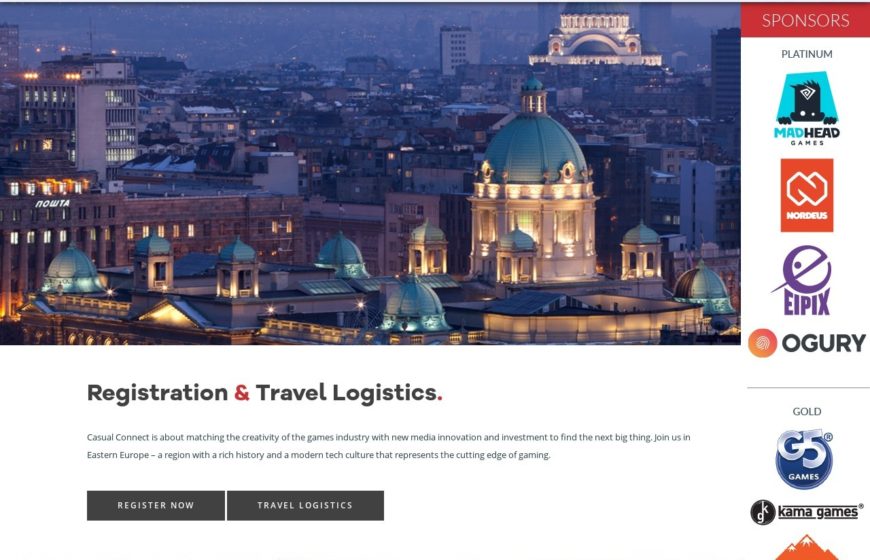 ПОШТА
Registration & Travel Logistics.
Casual Connect is about matching the creativity of the games industry with new media innovation and investment to find the next big thing. Join us in
Eastern Europe – a region with a rich history and a modern tech culture that represents the cutting edge of gaming.
REGISTER NOW
TRAVEL LOGISTICS
SPONSORS
PLATINUM
MADHEAD
GAMES
NORDEUS
EIPIX
OGURY
GOLD
G5®
GAMES
gk kama games®